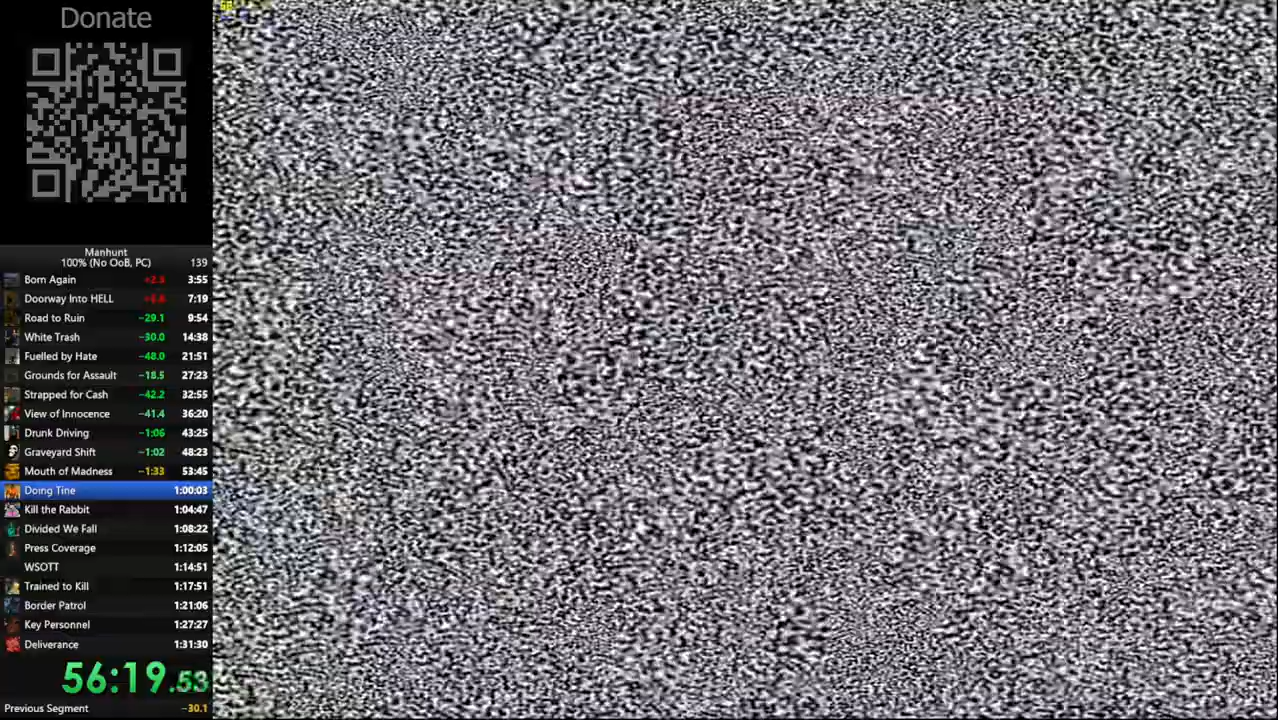 Donate
Manhunt
100% (No OoB, PC) 139
Born Again +2.3 3:55
Doorway Into HELL 7:19
Road to Ruin −29.1 9:54
White Trash −30.0 14:38
Fuelled by Hate −48.0 21:51
Grounds for Assault −18.5 27:23
Strapped for Cash −42.2 32:55
View of Innocence −41.4 36:20
Drunk Driving −1:06 43:25
Graveyard Shift −1:02 48:23
Mouth of Madness −1:33 53:45
Doing Tine 1:00:03
Kill the Rabbit 1:04:47
Divided We Fall 1:08:22
Press Coverage 1:12:05
WSOTT 1:14:51
Trained to Kill 1:17:51
Border Patrol 1:21:06
Key Personnel 1:27:27
Deliverance 1:31:30
56:19.53
Previous Segment −30.1